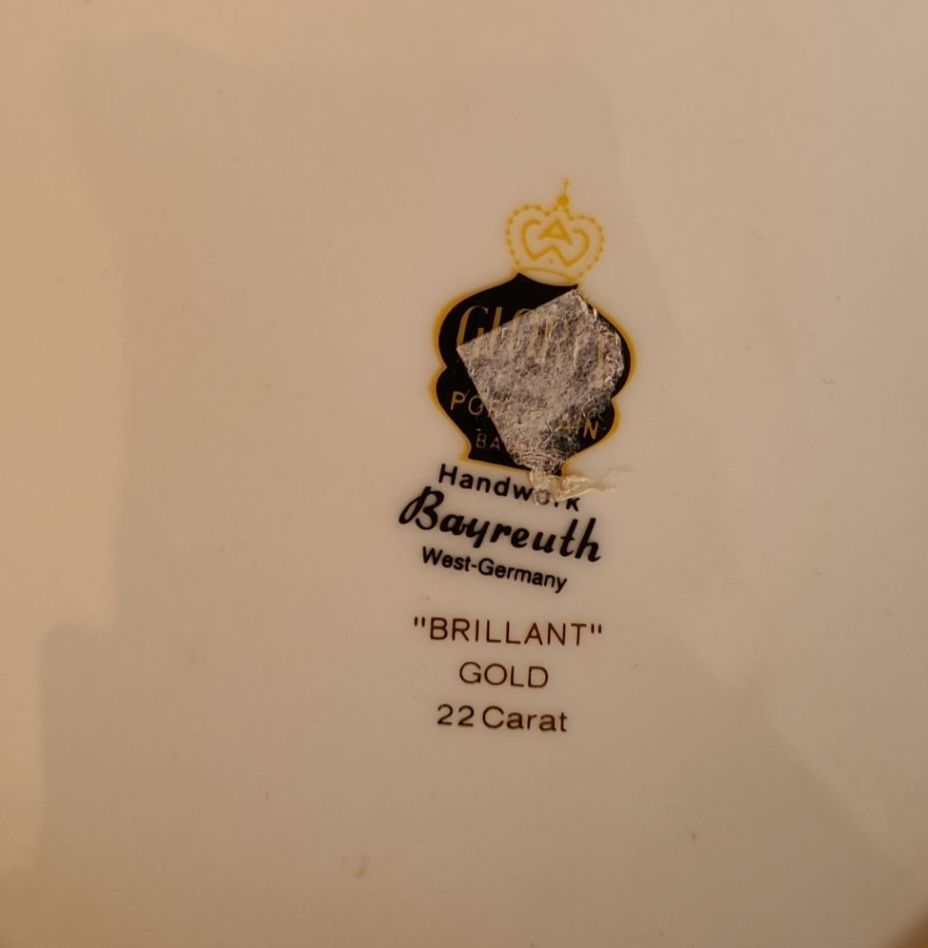 Handwork
Bayreuth
West-Germany
"BRILLANT"
GOLD
22 Carat